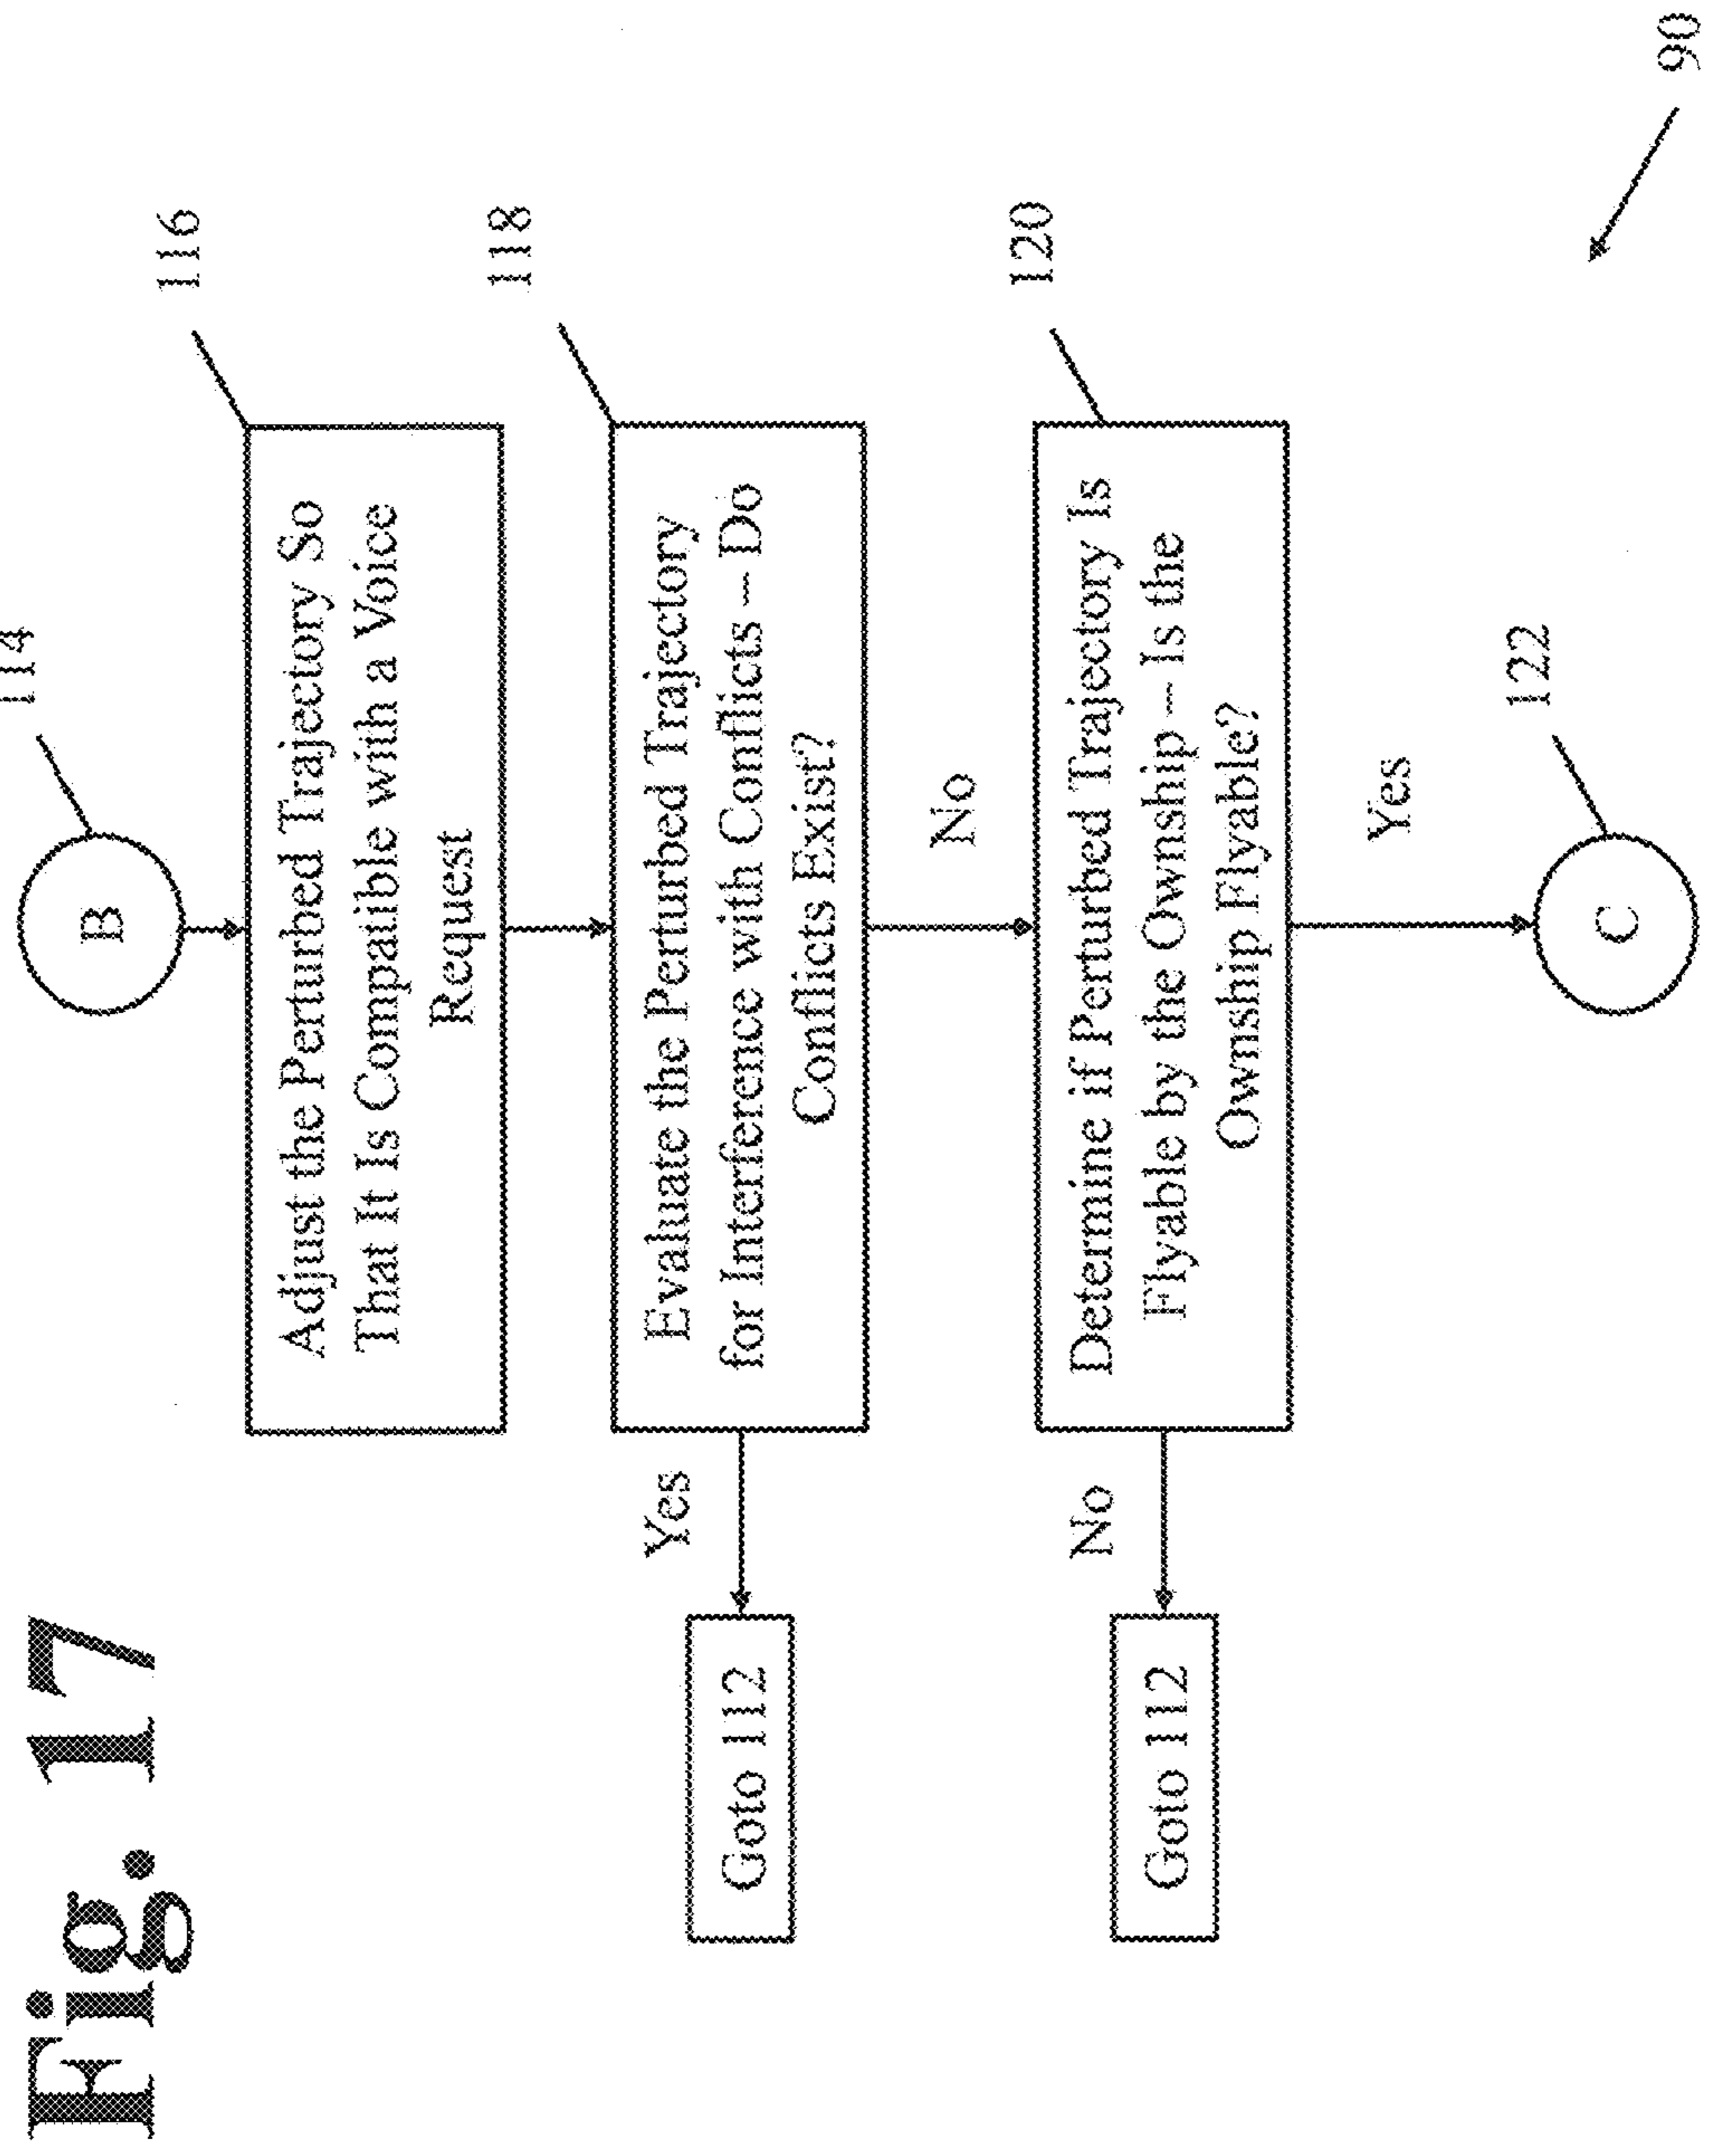 Fig. 17
114
B
116
Adjust the Perturbed Trajectory So
That It Is Compatible with a Voice
Request
118
Evaluate the Perturbed Trajectory
for Interference with Conflicts – Do
Conflicts Exist?
Yes
Goto 112
No
120
Determine if Perturbed Trajectory Is
Flyable by the Ownship – Is the
Ownship Flyable?
No
Goto 112
Yes
122
C
90